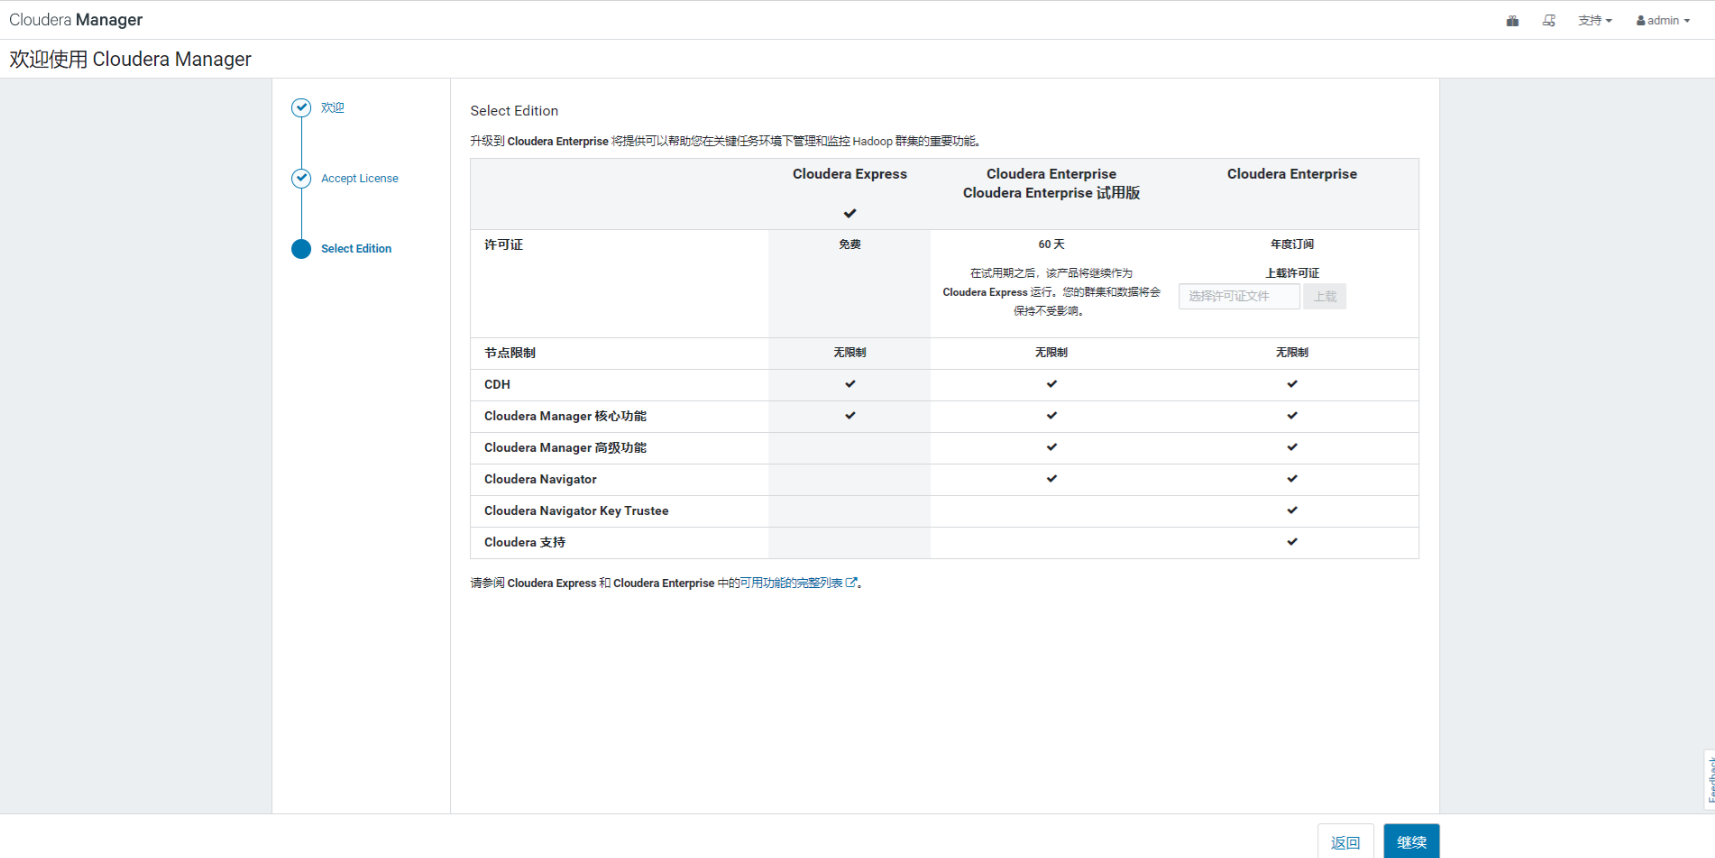 Cloudera Manager
支持
admin
欢迎使用 Cloudera Manager
欢迎
Accept License
Select Edition
Select Edition
升级到 Cloudera Enterprise 将提供可以帮助您在关键任务环境下管理和监控 Hadoop 群集的重要功能。
Cloudera Express
Cloudera Enterprise
Cloudera Enterprise 试用版
Cloudera Enterprise
许可证
免费
60 天
在试用期之后，该产品将继续作为
Cloudera Express 运行。您的群集和数据将会
保持不受影响。
年度订阅
上载许可证
选择许可证文件
上载
节点限制 无限制 无限制 无限制
CDH
Cloudera Manager 核心功能
Cloudera Manager 高级功能
Cloudera Navigator
Cloudera Navigator Key Trustee
Cloudera 支持
请参阅 Cloudera Express 和 Cloudera Enterprise 中的可用功能的完整列表。
Feedback
返回
继续